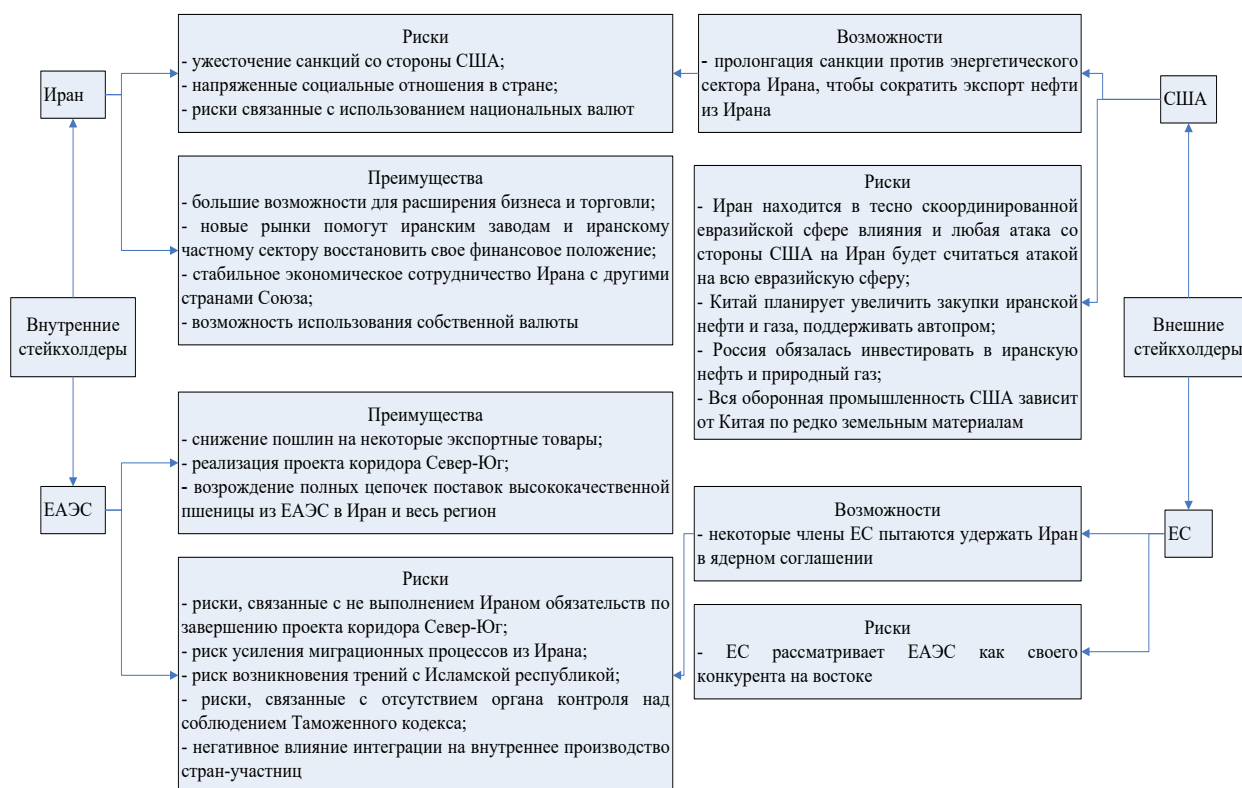 Риски
- ужесточение санкций со стороны США;
- напряженные социальные отношения в стране;
- риски связанные с использованием национальных валют
Возможности
- пролонгация санкции против энергетического
сектора Ирана, чтобы сократить экспорт нефти
из Ирана
Иран
США
Преимущества
- большие возможности для расширения бизнеса и торговли;
- новые рынки помогут иранским заводам и иранскому
частному сектору восстановить свое финансовое положение;
- стабильное экономическое сотрудничество Ирана с другими
странами Союза;
- возможность использования собственной валюты
Риски
- Иран находится в тесно скоординированной
евразийской сфере влияния и любая атака со
стороны США на Иран будет считаться атакой
на всю евразийскую сферу;
- Китай планирует увеличить закупки иранской
нефти и газа, поддерживать автопром;
- Россия обязалась инвестировать в иранскую
нефть и природный газ;
- Вся оборонная промышленность США зависит
от Китая по редко земельным материалам
Внутренние
стейкхолдеры
Внешние
стейкхолдеры
Преимущества
- снижение пошлин на некоторые экспортные товары;
- реализация проекта коридора Север-Юг;
- возрождение полных цепочек поставок высококачественной
пшеницы из ЕАЭС в Иран и весь регион
ЕАЭС
Возможности
- некоторые члены ЕС пытаются удержать Иран
в ядерном соглашении
ЕС
Риски
- риски, связанные с не выполнением Ираном обязательств по
завершению проекта коридора Север-Юг;
- риск усиления миграционных процессов из Ирана;
- риск возникновения трений с Исламской республикой;
- риски, связанные с отсутствием органа контроля над
соблюдением Таможенного кодекса;
- негативное влияние интеграции на внутреннее производство
стран-участниц
Риски
- ЕС рассматривает ЕАЭС как своего
конкурента на востоке